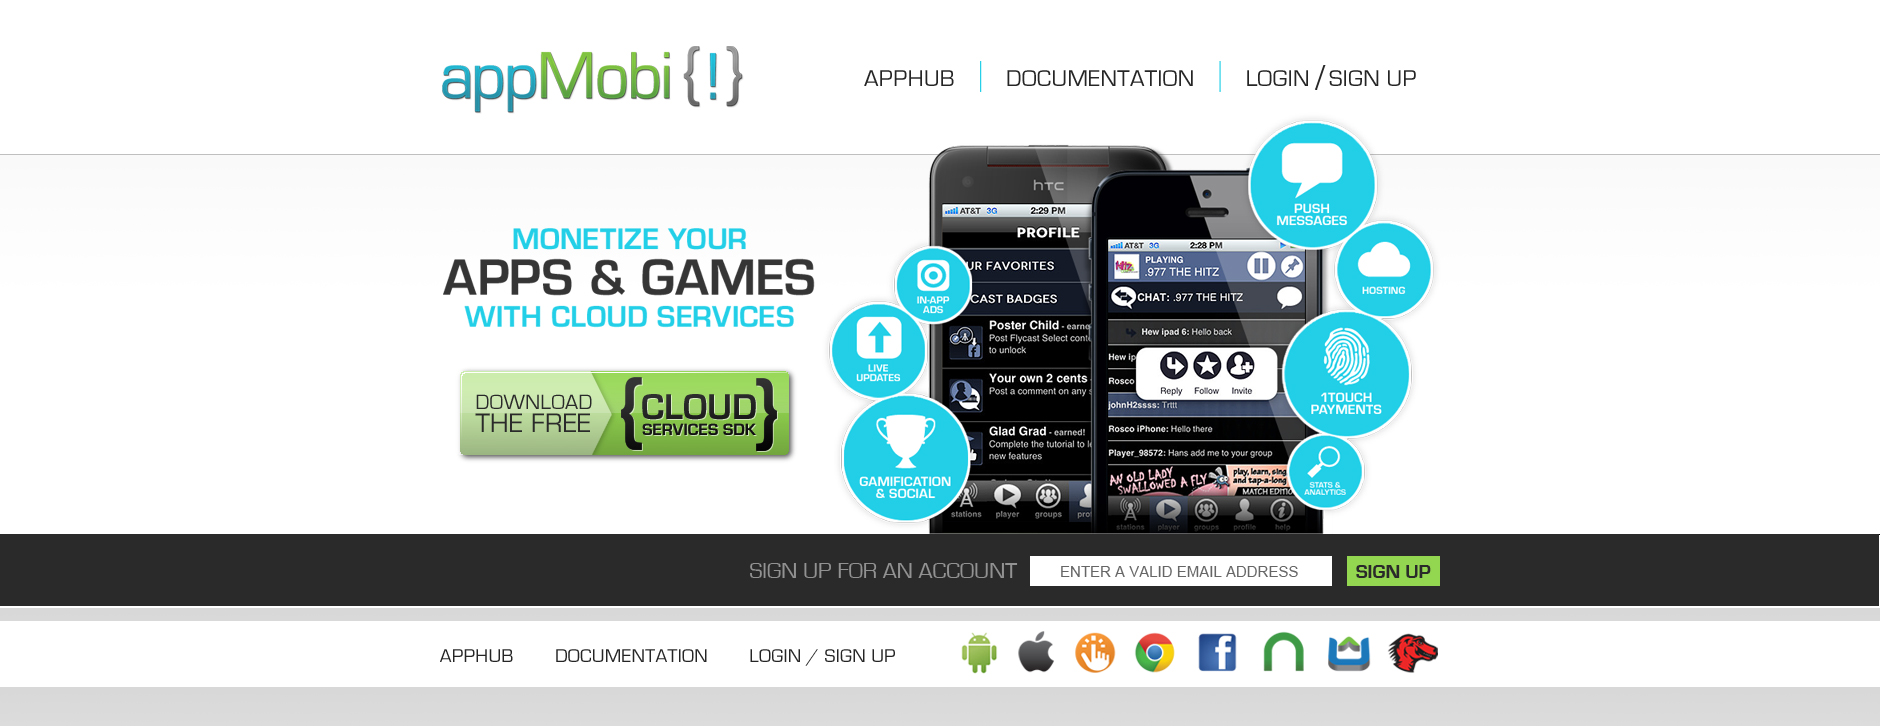 appMobi {!}
APPHUB
DOCUMENTATION
LOGIN / SIGN UP
MONETIZE YOUR
APPS & GAMES
WITH CLOUD SERVICES
DOWNLOAD
THE FREE
{CLOUD
SERVICES SDK}
IN-APP
ADS
LIVE
UPDATES
GAMIFICATION
& SOCIAL
hTC
AT&T 3G 2:29 PM
PROFILE
UR FAVORITES
CAST BADGES
Poster Child - earned
Post Flycast Select cont
to unlock
Your own 2 cents
Post a comment on any s
Glad Grad - earned!
Complete the tutorial to l
new features
stations player groups prof
AT&T 3G 2:28 PM
PLAYING
.977 THE HITZ
CHAT: .977 THE HITZ
Hew ipad 6: Hello back
Hew ip
Rosco
Reply Follow Invite
johnH2ssss: Trttt
Rosco iPhone: Hello there
Player_98572: Hans add me to your group
AN OLD LADY
SWALLOWED A FLY
play, learn, sing
and tap-a-long
MATCH EDITION
stations player groups profile help
PUSH
MESSAGES
HOSTING
1TOUCH
PAYMENTS
STATS &
ANALYTICS
SIGN UP FOR AN ACCOUNT
ENTER A VALID EMAIL ADDRESS
SIGN UP
APPHUB
DOCUMENTATION
LOGIN / SIGN UP